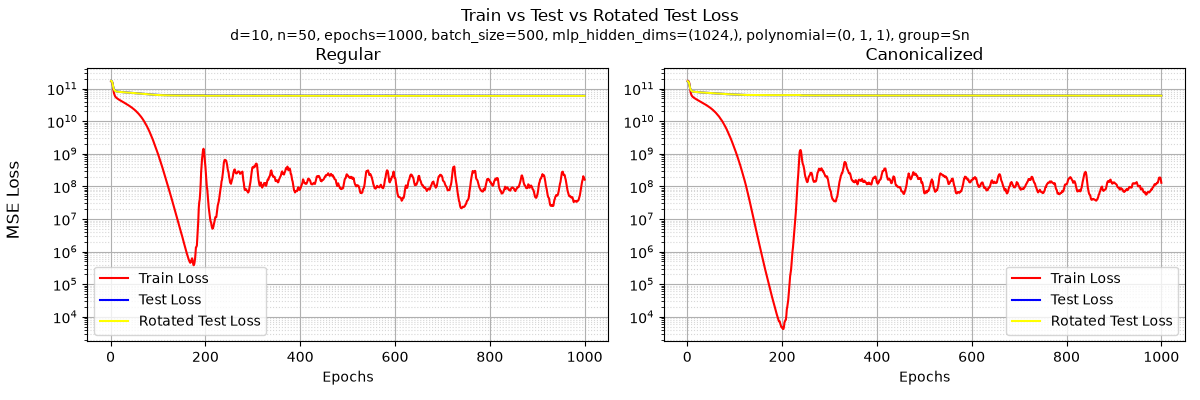 Train vs Test vs Rotated Test Loss
d=10, n=50, epochs=1000, batch_size=500, mlp_hidden_dims=(1024,), polynomial=(0, 1, 1), group=Sn
Regular
MSE Loss
10^11
10^10
10^9
10^8
10^7
10^6
10^5
10^4
Train Loss
Test Loss
Rotated Test Loss
0 200 400 600 800 1000
Epochs
Canonicalized
10^11
10^10
10^9
10^8
10^7
10^6
10^5
10^4
Train Loss
Test Loss
Rotated Test Loss
0 200 400 600 800 1000
Epochs